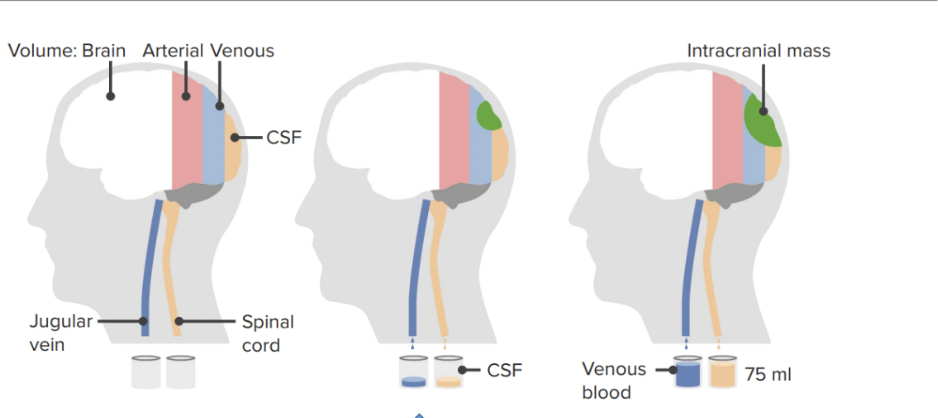 Volume: Brain Arterial Venous
CSF
Jugular vein
Spinal cord
CSF
Intracranial mass
Venous blood
75 ml